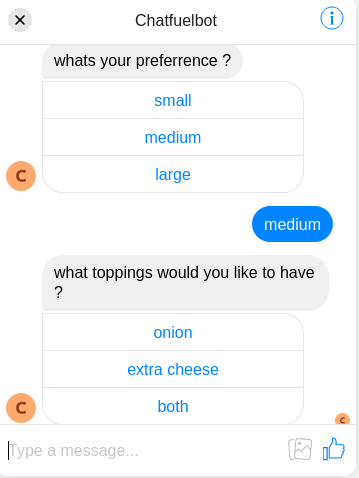 Chatfuelbot
whats your preferrence ?
small
medium
large
C
medium
what toppings would you like to have
?
onion
extra cheese
both
C
C
Type a message...